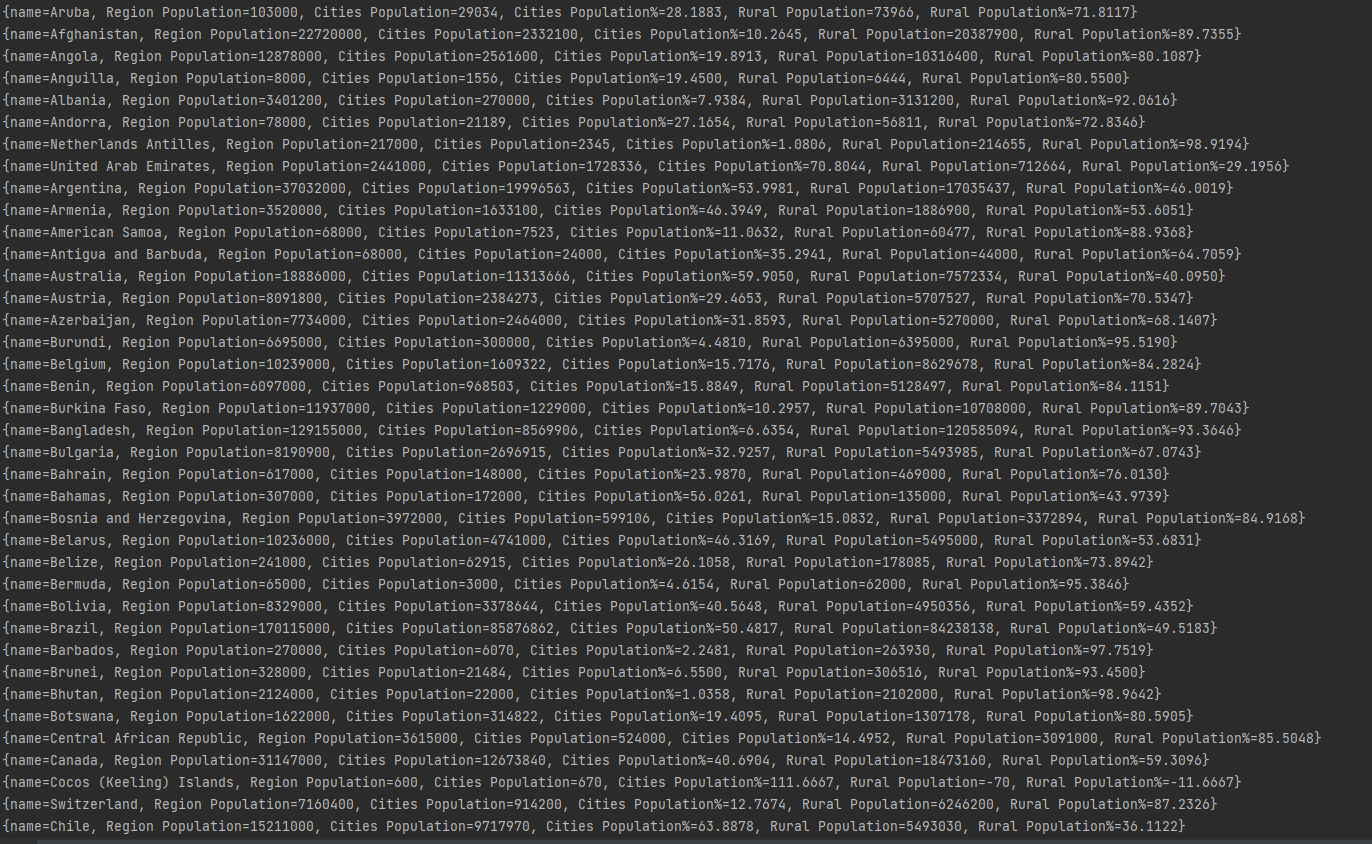 {name=Aruba, Region Population=103000, Cities Population=29034, Cities Population%=28.1883, Rural Population=73966, Rural Population%=71.8117}
{name=Afghanistan, Region Population=22720000, Cities Population=2332100, Cities Population%=10.2645, Rural Population=20387900, Rural Population%=89.7355}
{name=Angola, Region Population=12878000, Cities Population=2561600, Cities Population%=19.8913, Rural Population=10316400, Rural Population%=80.1087}
{name=Anguilla, Region Population=8000, Cities Population=1556, Cities Population%=19.4500, Rural Population=6444, Rural Population%=80.5500}
{name=Albania, Region Population=3401200, Cities Population=270000, Cities Population%=7.9384, Rural Population=3131200, Rural Population%=92.0616}
{name=Andorra, Region Population=78000, Cities Population=21189, Cities Population%=27.1654, Rural Population=56811, Rural Population%=72.8346}
{name=Netherlands Antilles, Region Population=217000, Cities Population=2345, Cities Population%=1.0806, Rural Population=214655, Rural Population%=98.9194}
{name=United Arab Emirates, Region Population=2441000, Cities Population=1728336, Cities Population%=70.8044, Rural Population=712664, Rural Population%=29.1956}
{name=Argentina, Region Population=37032000, Cities Population=19996563, Cities Population%=53.9981, Rural Population=17035437, Rural Population%=46.0019}
{name=Armenia, Region Population=3520000, Cities Population=1633100, Cities Population%=46.3949, Rural Population=1886900, Rural Population%=53.6051}
{name=American Samoa, Region Population=68000, Cities Population=7523, Cities Population%=11.0632, Rural Population=60477, Rural Population%=88.9368}
{name=Antigua and Barbuda, Region Population=68000, Cities Population=24000, Cities Population%=35.2941, Rural Population=44000, Rural Population%=64.7059}
{name=Australia, Region Population=18886000, Cities Population=11313666, Cities Population%=59.9050, Rural Population=7572334, Rural Population%=40.0950}
{name=Austria, Region Population=8091800, Cities Population=2384273, Cities Population%=29.4653, Rural Population=5707527, Rural Population%=70.5347}
{name=Azerbaijan, Region Population=7734000, Cities Population=2464000, Cities Population%=31.8593, Rural Population=5270000, Rural Population%=68.1407}
{name=Burundi, Region Population=6695000, Cities Population=300000, Cities Population%=4.4810, Rural Population=6395000, Rural Population%=95.5190}
{name=Belgium, Region Population=10239000, Cities Population=1609322, Cities Population%=15.7176, Rural Population=8629678, Rural Population%=84.2824}
{name=Benin, Region Population=6097000, Cities Population=968503, Cities Population%=15.8849, Rural Population=5128497, Rural Population%=84.1151}
{name=Burkina Faso, Region Population=11937000, Cities Population=1229000, Cities Population%=10.2957, Rural Population=10708000, Rural Population%=89.7043}
{name=Bangladesh, Region Population=129155000, Cities Population=8569906, Cities Population%=6.6354, Rural Population=120585094, Rural Population%=93.3646}
{name=Bulgaria, Region Population=8190900, Cities Population=2696915, Cities Population%=32.9257, Rural Population=5493985, Rural Population%=67.0743}
{name=Bahrain, Region Population=617000, Cities Population=148000, Cities Population%=23.9870, Rural Population=469000, Rural Population%=76.0130}
{name=Bahamas, Region Population=307000, Cities Population=172000, Cities Population%=56.0261, Rural Population=135000, Rural Population%=43.9739}
{name=Bosnia and Herzegovina, Region Population=3972000, Cities Population=599106, Cities Population%=15.0832, Rural Population=3372894, Rural Population%=84.9168}
{name=Belarus, Region Population=10236000, Cities Population=4741000, Cities Population%=46.3169, Rural Population=5495000, Rural Population%=53.6831}
{name=Belize, Region Population=241000, Cities Population=62915, Cities Population%=26.1058, Rural Population=178085, Rural Population%=73.8942}
{name=Bermuda, Region Population=65000, Cities Population=3000, Cities Population%=4.6154, Rural Population=62000, Rural Population%=95.3846}
{name=Bolivia, Region Population=8329000, Cities Population=3378644, Cities Population%=40.5648, Rural Population=4950356, Rural Population%=59.4352}
{name=Brazil, Region Population=170115000, Cities Population=85876862, Cities Population%=50.4817, Rural Population=84238138, Rural Population%=49.5183}
{name=Barbados, Region Population=270000, Cities Population=6070, Cities Population%=2.2481, Rural Population=263930, Rural Population%=97.7519}
{name=Brunei, Region Population=328000, Cities Population=21484, Cities Population%=6.5500, Rural Population=306516, Rural Population%=93.4500}
{name=Bhutan, Region Population=2124000, Cities Population=22000, Cities Population%=1.0358, Rural Population=2102000, Rural Population%=98.9642}
{name=Botswana, Region Population=1622000, Cities Population=314822, Cities Population%=19.4095, Rural Population=1307178, Rural Population%=80.5905}
{name=Central African Republic, Region Population=3615000, Cities Population=524000, Cities Population%=14.4952, Rural Population=3091000, Rural Population%=85.5048}
{name=Canada, Region Population=31147000, Cities Population=12673840, Cities Population%=40.6904, Rural Population=18473160, Rural Population%=59.3096}
{name=Cocos (Keeling) Islands, Region Population=600, Cities Population=670, Cities Population%=111.6667, Rural Population=-70, Rural Population%=-11.6667}
{name=Switzerland, Region Population=7160400, Cities Population=914200, Cities Population%=12.7674, Rural Population=6246200, Rural Population%=87.2326}
{name=Chile, Region Population=15211000, Cities Population=9717970, Cities Population%=63.8878, Rural Population=5493030, Rural Population%=36.1122}